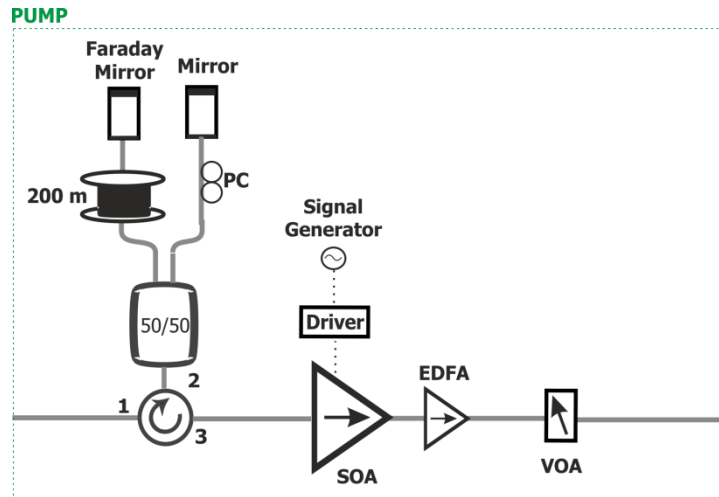 PUMP
Faraday
Mirror
Mirror
200 m
PC
Signal
Generator
50/50
Driver
2
EDFA
1
3
SOA
VOA